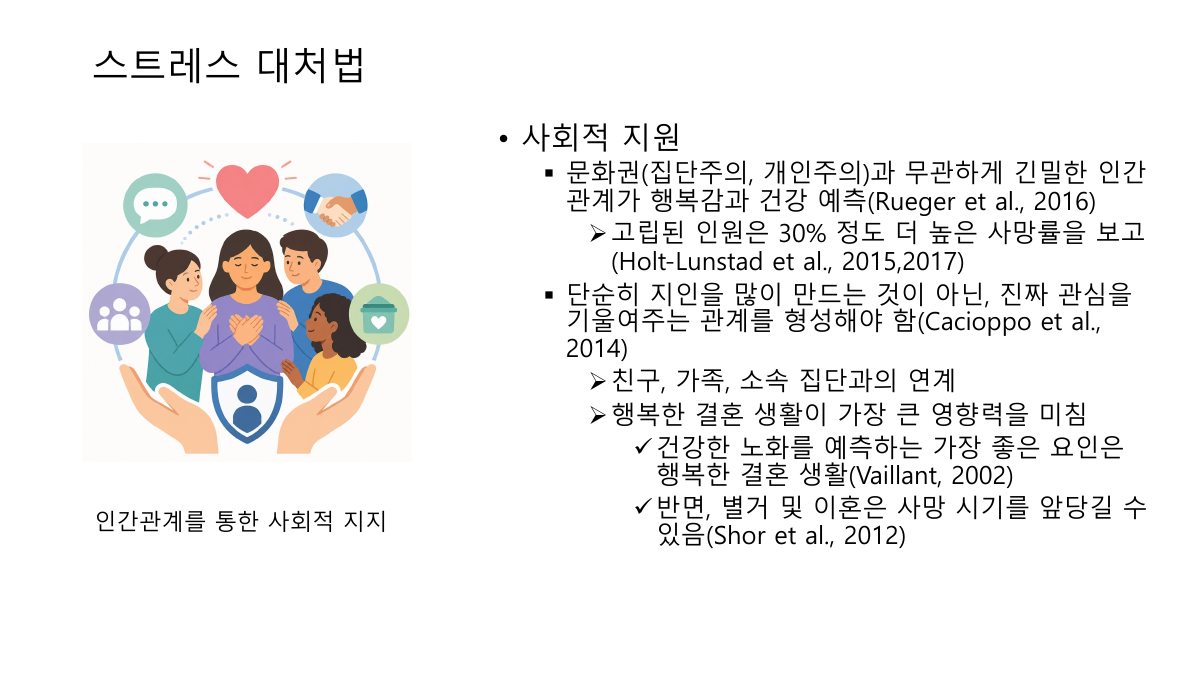 스트레스 대처법
• 사회적 지원
▪ 문화권(집단주의, 개인주의)과 무관하게 긴밀한 인간
관계가 행복감과 건강 예측(Rueger et al., 2016)
➢ 고립된 인원은 30% 정도 더 높은 사망률을 보고
(Holt-Lunstad et al., 2015,2017)
▪ 단순히 지인을 많이 만드는 것이 아닌, 진짜 관심을
기울여주는 관계를 형성해야 함(Cacioppo et al.,
2014)
➢ 친구, 가족, 소속 집단과의 연계
➢ 행복한 결혼 생활이 가장 큰 영향력을 미침
✓ 건강한 노화를 예측하는 가장 좋은 요인은
행복한 결혼 생활(Vaillant, 2002)
✓ 반면, 별거 및 이혼은 사망 시기를 앞당길 수
있음(Shor et al., 2012)
인간관계를 통한 사회적 지지